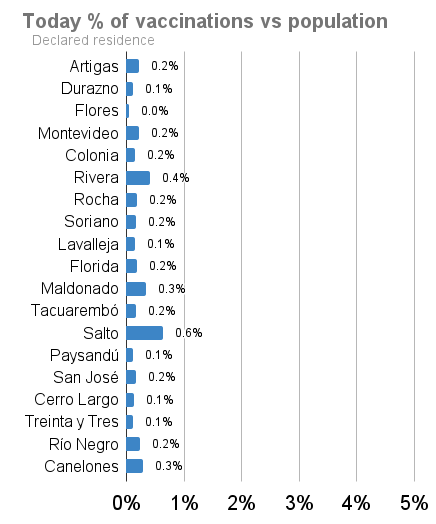 Today % of vaccinations vs population
Declared residence
Artigas 0.2%
Durazno 0.1%
Flores 0.0%
Montevideo 0.2%
Colonia 0.2%
Rivera 0.4%
Rocha 0.2%
Soriano 0.2%
Lavalleja 0.1%
Florida 0.2%
Maldonado 0.3%
Tacuarembó 0.2%
Salto 0.6%
Paysandú 0.1%
San José 0.2%
Cerro Largo 0.1%
Treinta y Tres 0.1%
Río Negro 0.2%
Canelones 0.3%
0% 1% 2% 3% 4% 5%